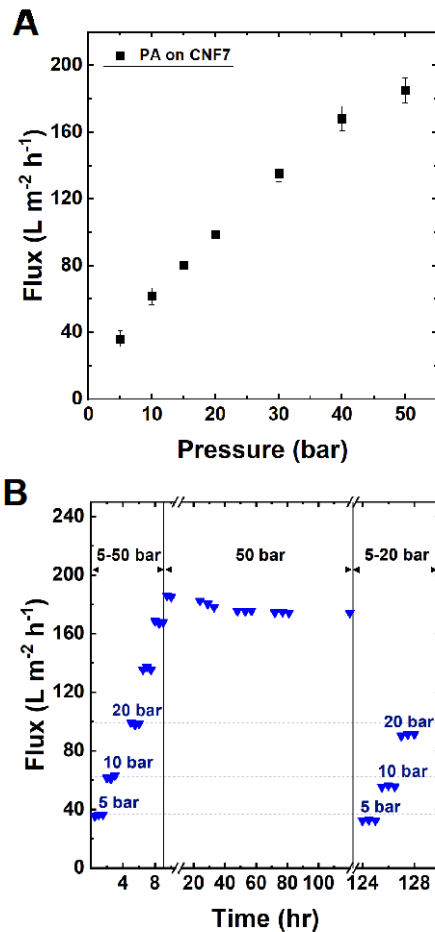 A
PA on CNF7
200
160
120
80
40
0
Flux (L m⁻² h⁻¹)
0 10 20 30 40 50
Pressure (bar)
B
240
200
160
120
80
40
0
Flux (L m⁻² h⁻¹)
5-50 bar 50 bar 5-20 bar
20 bar 20 bar
10 bar 10 bar
5 bar 5 bar
4 8 20 40 60 80 100 124 128
Time (hr)